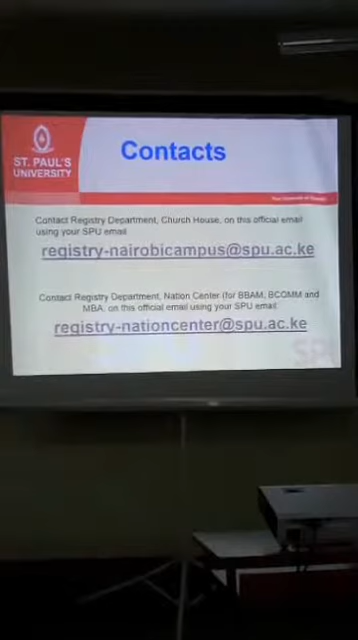 ST. PAUL'S
UNIVERSITY
Contacts
Contact Registry Department, Church House, on this official email
using your SPU email
registry-nairobicampus@spu.ac.ke
Contact Registry Department, Nation Center (for BBAM, BCOMM and
MBA, on this official email using your SPU email
registry-nationcenter@spu.ac.ke